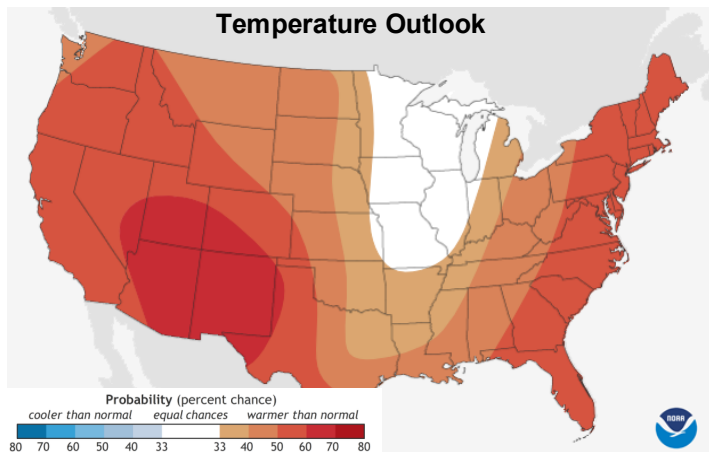 Temperature Outlook
Probability (percent chance)
cooler than normal equal chances warmer than normal
80 70 60 50 40 33 33 40 50 60 70 80
NOAA